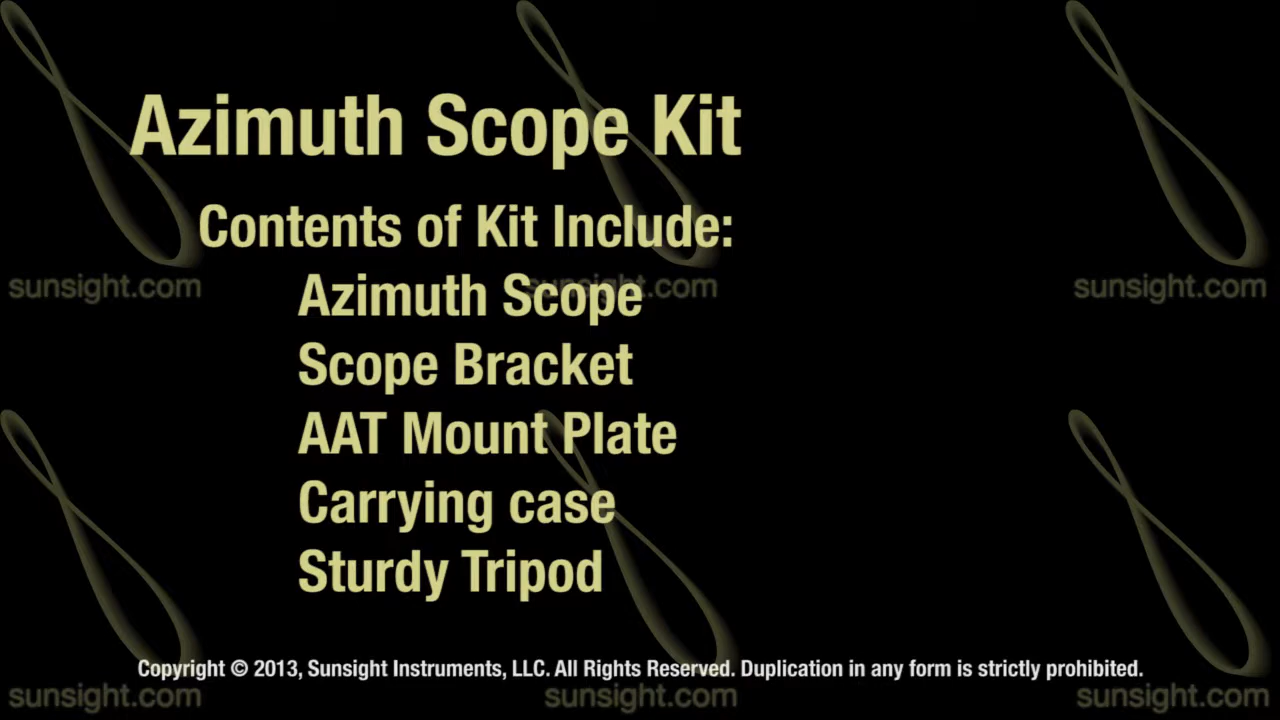 Azimuth Scope Kit
Contents of Kit Include:
sunsight.com sunsight.com sunsight.com
Azimuth Scope
Scope Bracket
AAT Mount Plate
Carrying case
Sturdy Tripod
Copyright © 2013, Sunsight Instruments, LLC. All Rights Reserved. Duplication in any form is strictly prohibited.
sunsight.com sunsight.com sunsight.com